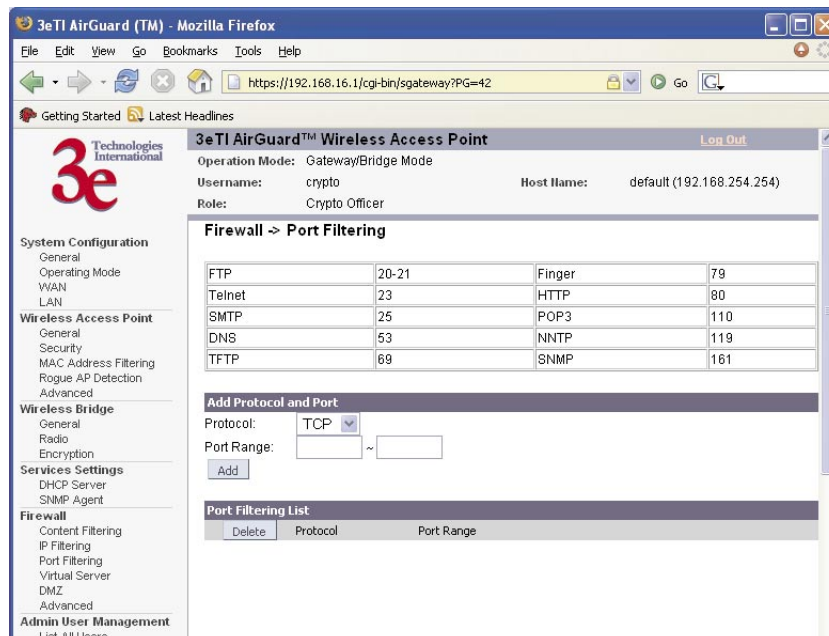 3eTI AirGuard (TM) - Mozilla Firefox
File Edit View Go Bookmarks Tools Help
https://192.168.16.1/cgi-bin/sgateway?PG=42 Go G
Getting Started Latest Headlines
3e Technologies International
3eTI AirGuard™ Wireless Access Point Log Out
Operation Mode: Gateway/Bridge Mode
Username: crypto Host Name: default (192.168.254.254)
Role: Crypto Officer
System Configuration
General
Operating Mode
WAN
LAN
Wireless Access Point
General
Security
MAC Address Filtering
Rogue AP Detection
Advanced
Wireless Bridge
General
Radio
Encryption
Services Settings
DHCP Server
SNMP Agent
Firewall
Content Filtering
IP Filtering
Port Filtering
Virtual Server
DMZ
Advanced
Admin User Management
List All Users
Firewall -> Port Filtering
FTP 20-21 Finger 79
Telnet 23 HTTP 80
SMTP 25 POP3 110
DNS 53 NNTP 119
TFTP 69 SNMP 161
Add Protocol and Port
Protocol: TCP
Port Range: ~
Add
Port Filtering List
Delete Protocol Port Range